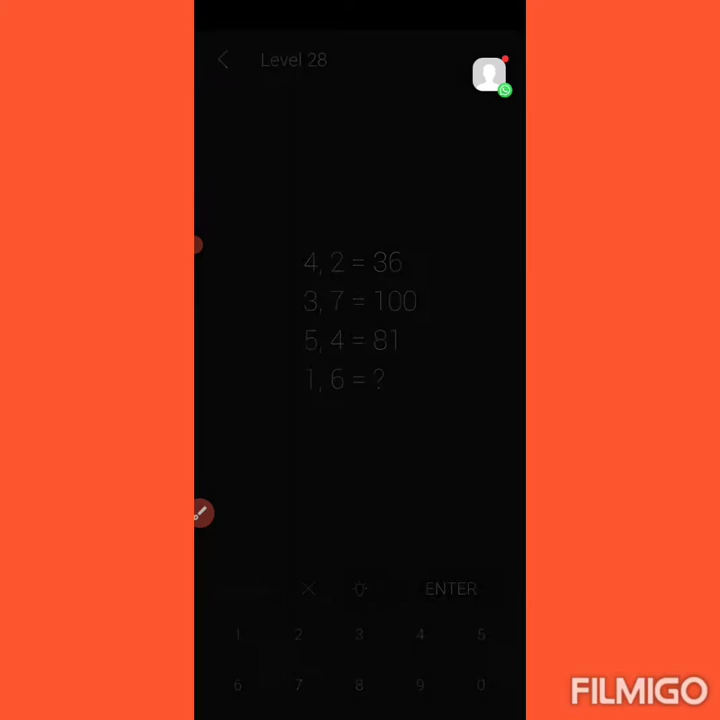 Level 28
4, 2 = 36
3, 7 = 100
5, 4 = 81
1, 6 = ?
ENTER
1 2 3 4 5
6 7 8 9 0
FILMIGO